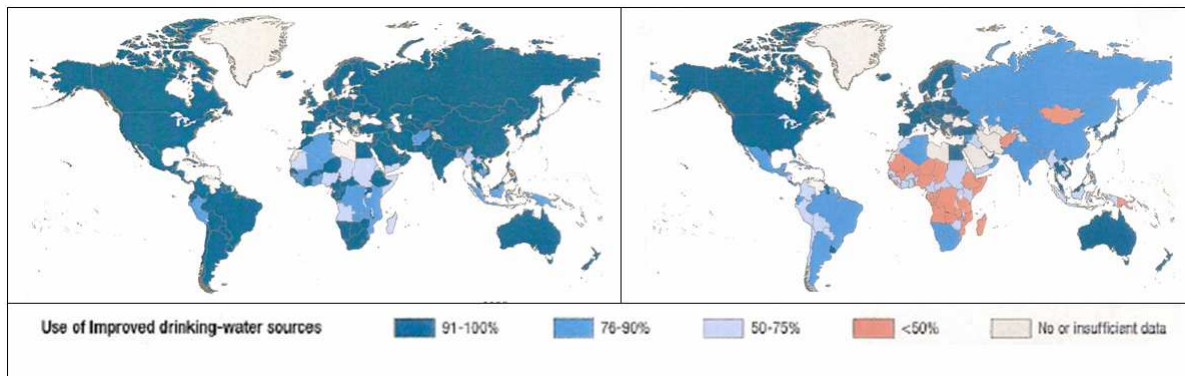 Use of Improved drinking-water sources 91-100% 76-90% 50-75% <50% No or insufficient data